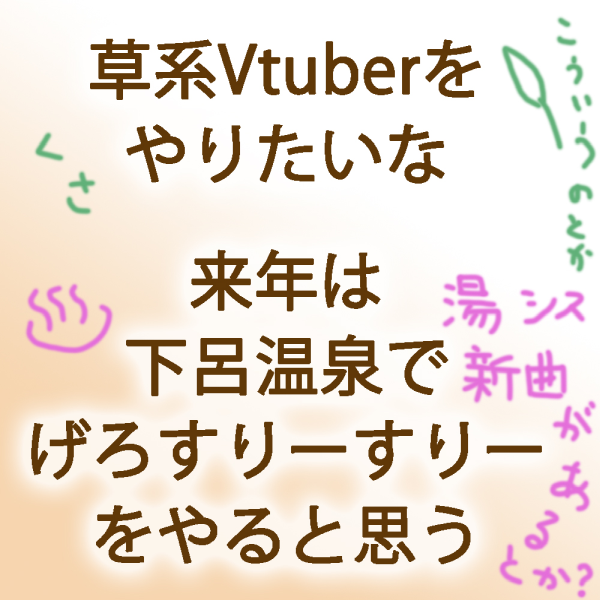 草系Vtuberを
やりたいな
こういうのとか
くさ
来年は
下呂温泉で
げろすりーすりー
をやると思う
湯シス
新曲
が
ある
とか?